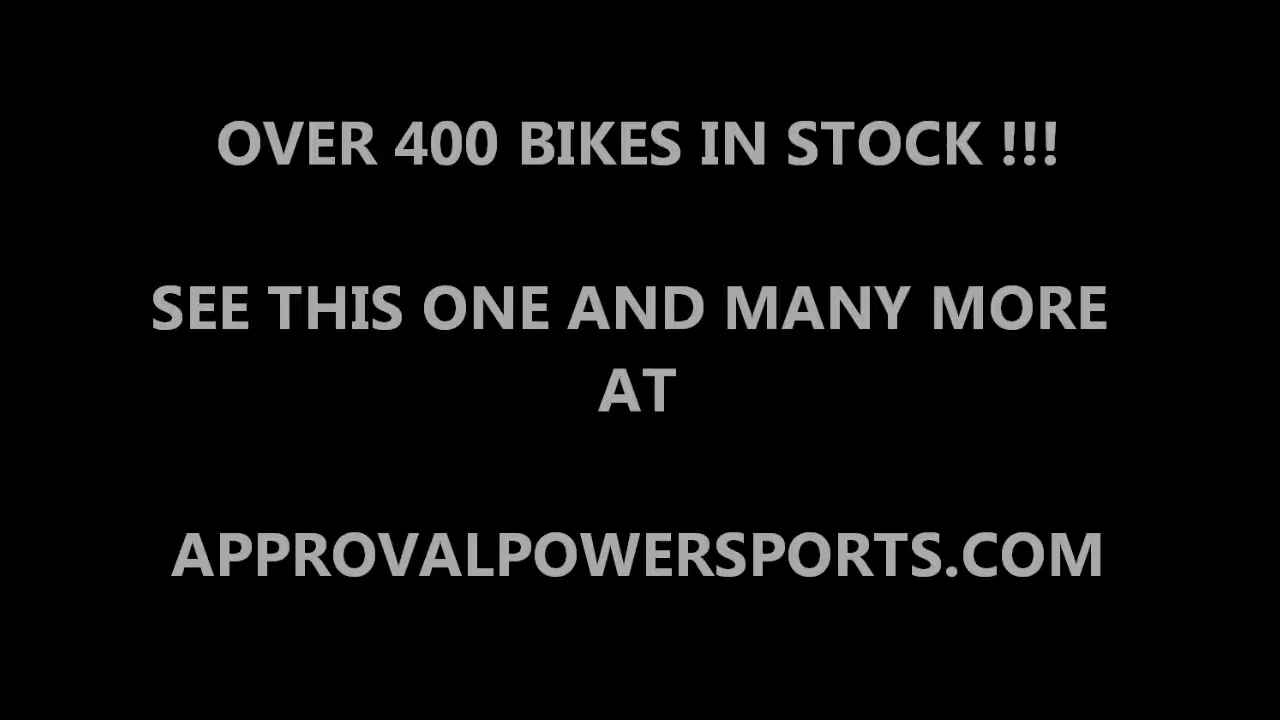 OVER 400 BIKES IN STOCK !!!
SEE THIS ONE AND MANY MORE
AT
APPROVALPOWERSPORTS.COM